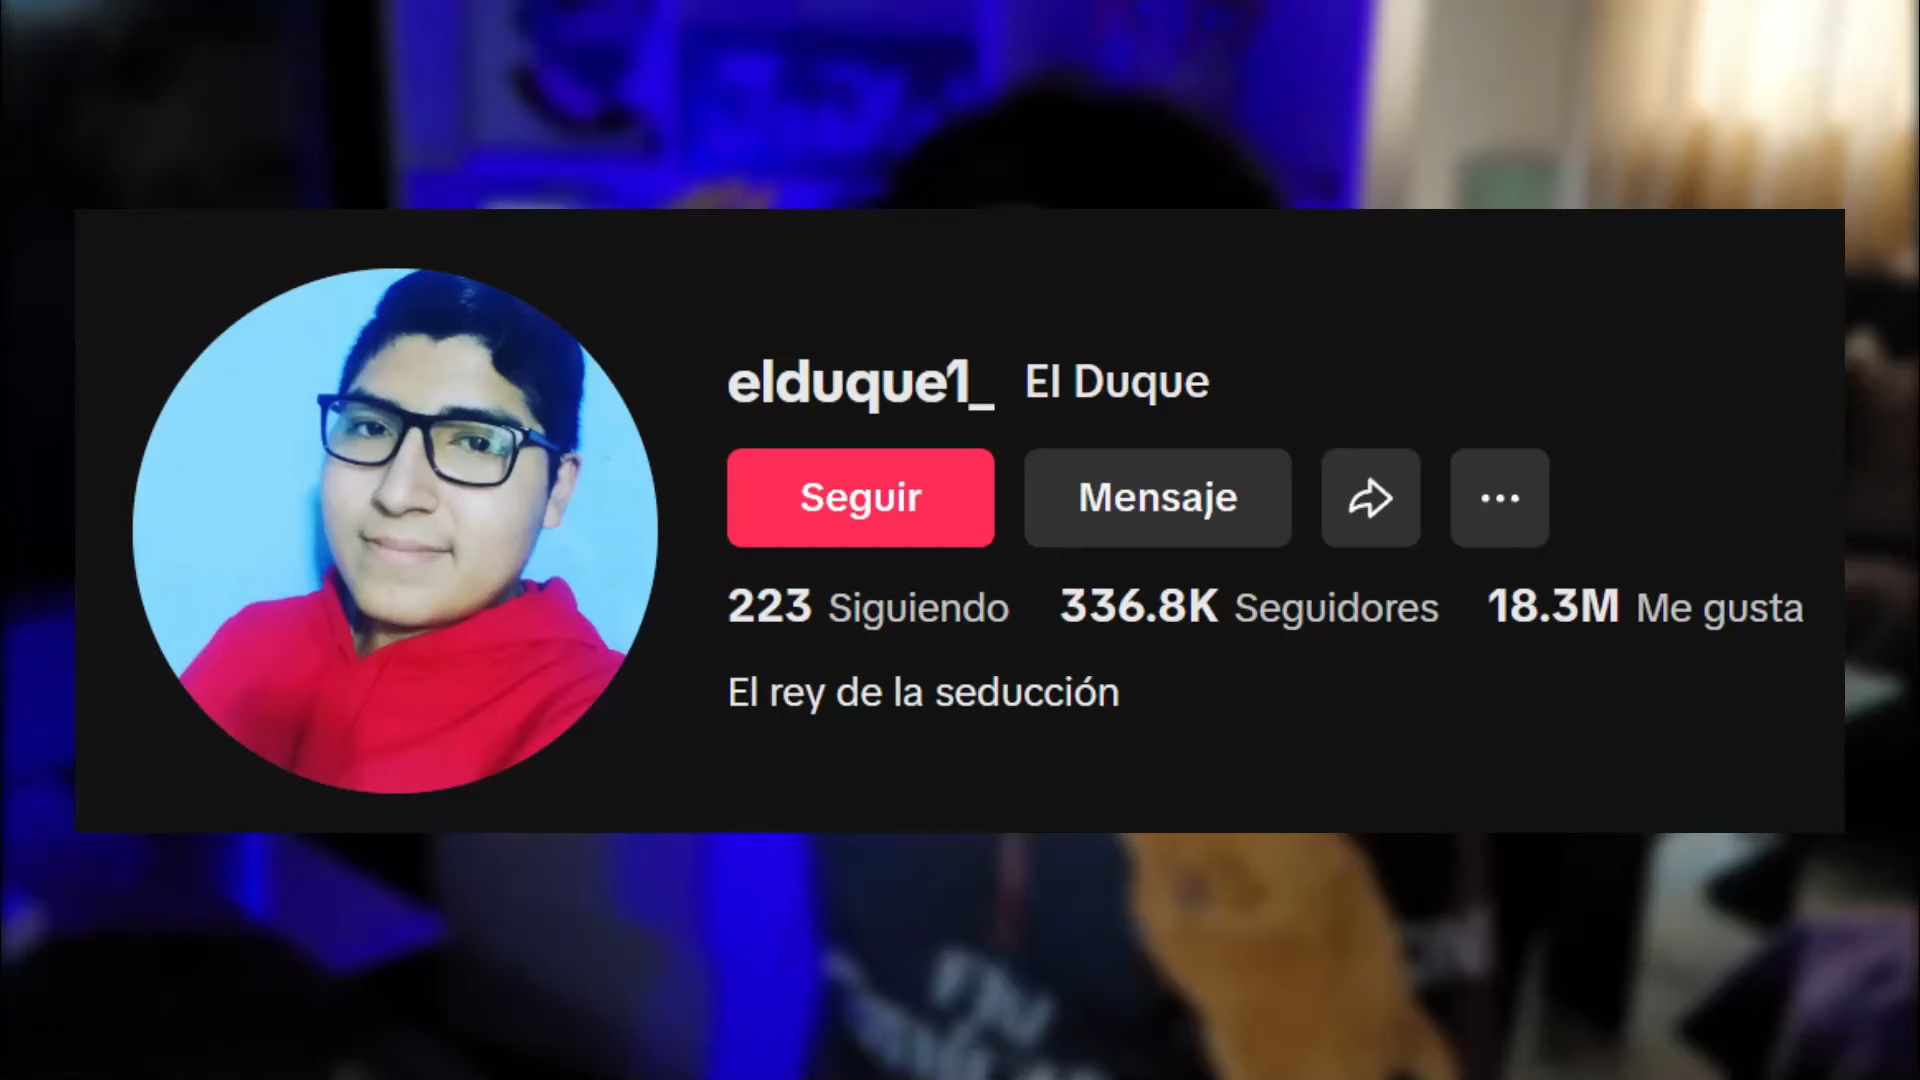 elduque1_ El Duque
Seguir Mensaje
223 Siguiendo 336.8K Seguidores 18.3M Me gusta
El rey de la seducción